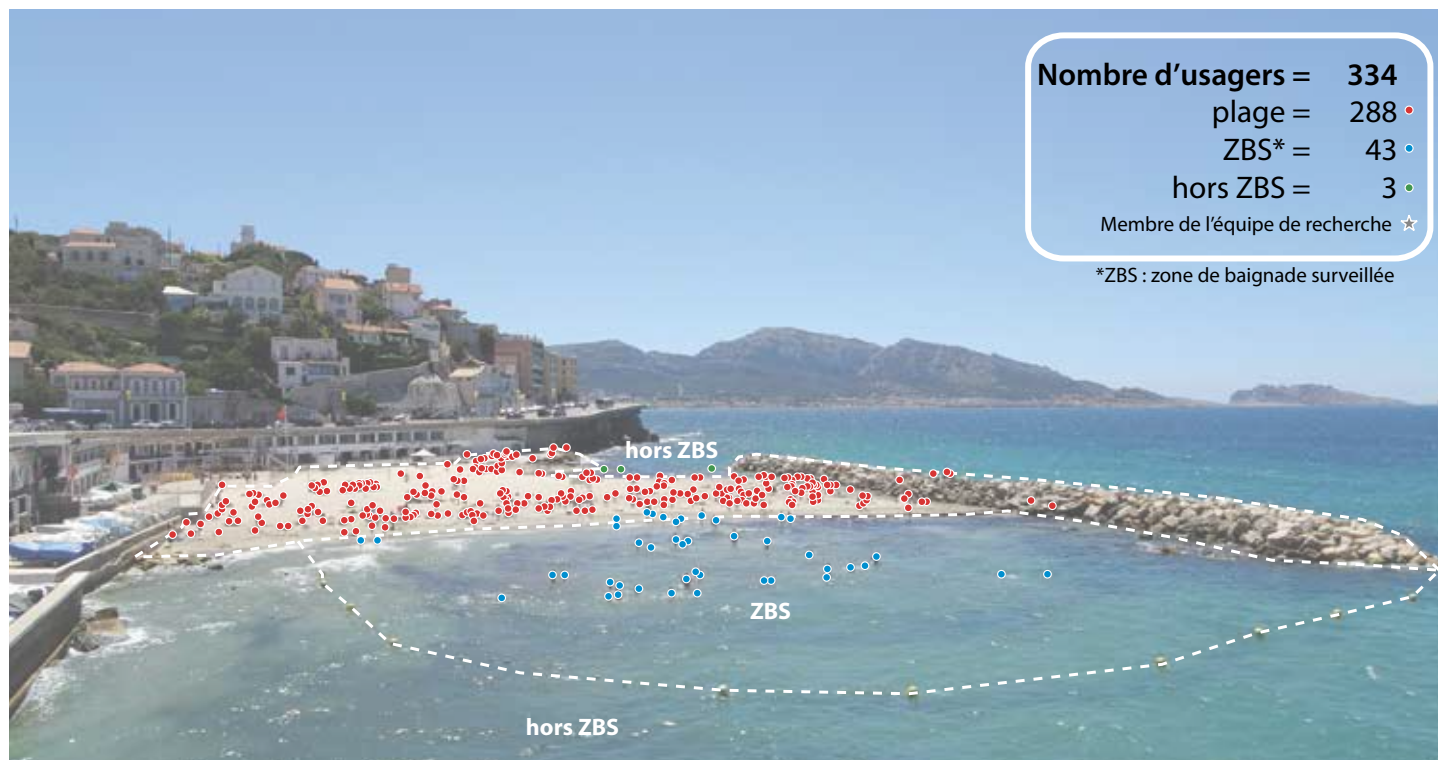 Nombre d’usagers = 334
plage = 288
ZBS* = 43
hors ZBS = 3
Membre de l’équipe de recherche
*ZBS : zone de baignade surveillée
hors ZBS
ZBS
hors ZBS